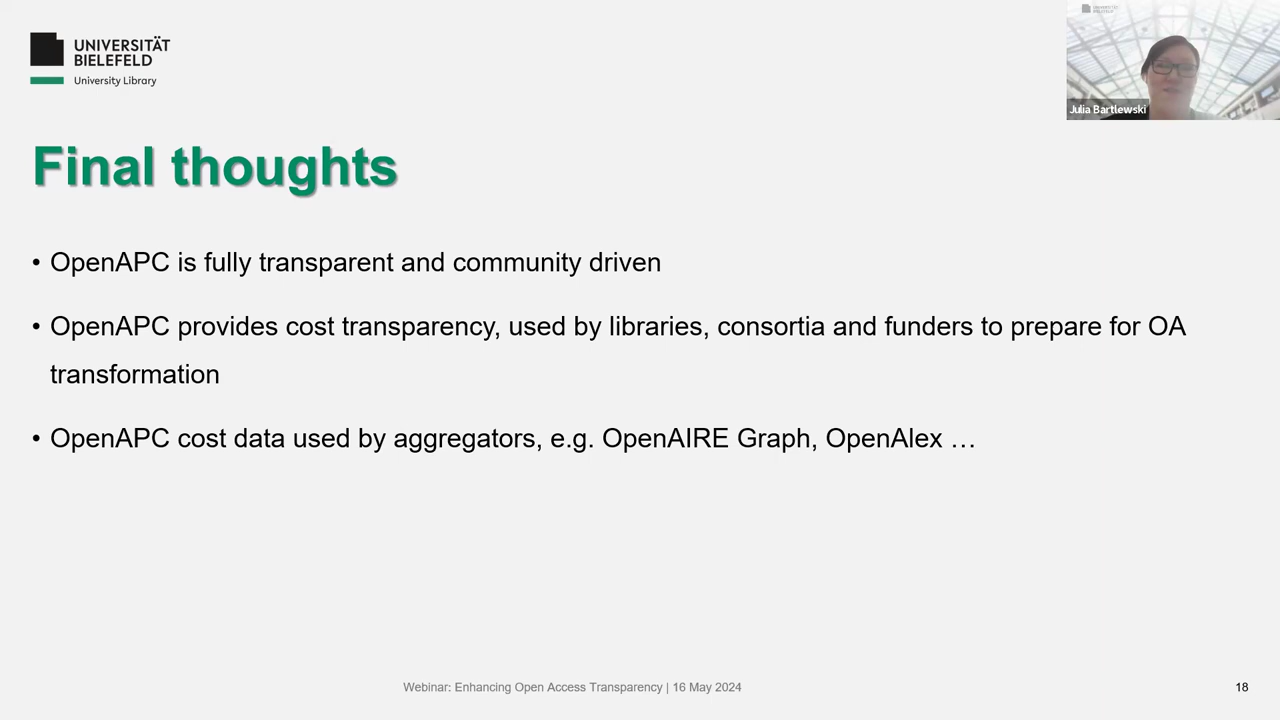 UNIVERSITÄT
BIELEFELD
University Library
UNIVERSITÄT
BIELEFELD
Julia Bartlewski
Final thoughts
• OpenAPC is fully transparent and community driven
• OpenAPC provides cost transparency, used by libraries, consortia and funders to prepare for OA
transformation
• OpenAPC cost data used by aggregators, e.g. OpenAIRE Graph, OpenAlex …
Webinar: Enhancing Open Access Transparency | 16 May 2024
18